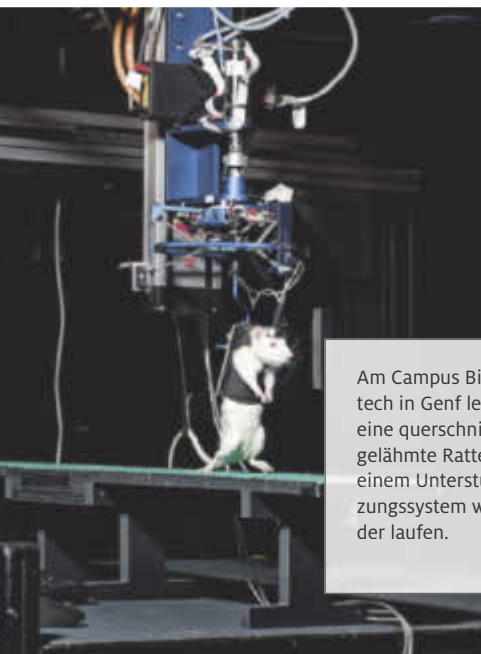 Am Campus Bi
tech in Genf le
eine querschni
gelähmte Ratte
einem Unterstü
zungssystem w
der laufen.